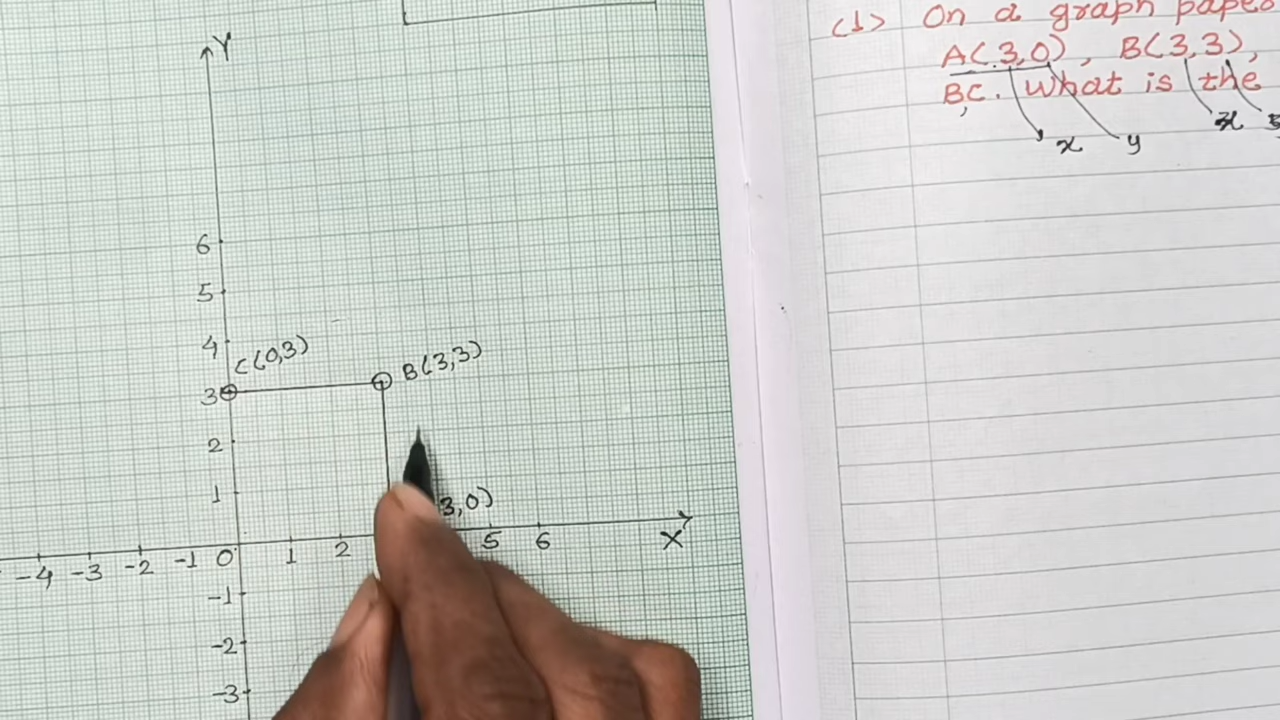 Y
6
5
4
C(0,3)
B(3,3)
3
2
1
3,0)
-4 -3 -2 -1 0 1 2 5 6 X
-1
-2
-3
(1) On a graph pape
A(3,0), B(3,3),
BC. What is the
x y x